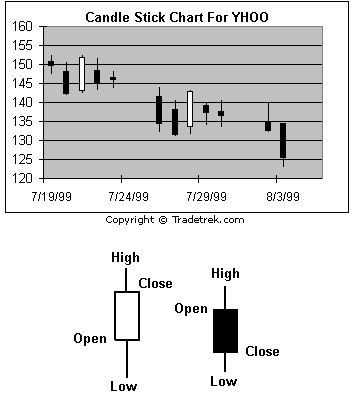 Candle Stick Chart For YHOO
160
155
150
145
140
135
130
125
120
7/19/99 7/24/99 7/29/99 8/3/99
Copyright © Tradetrek.com
High
Close
Open
Low
High
Open
Close
Low